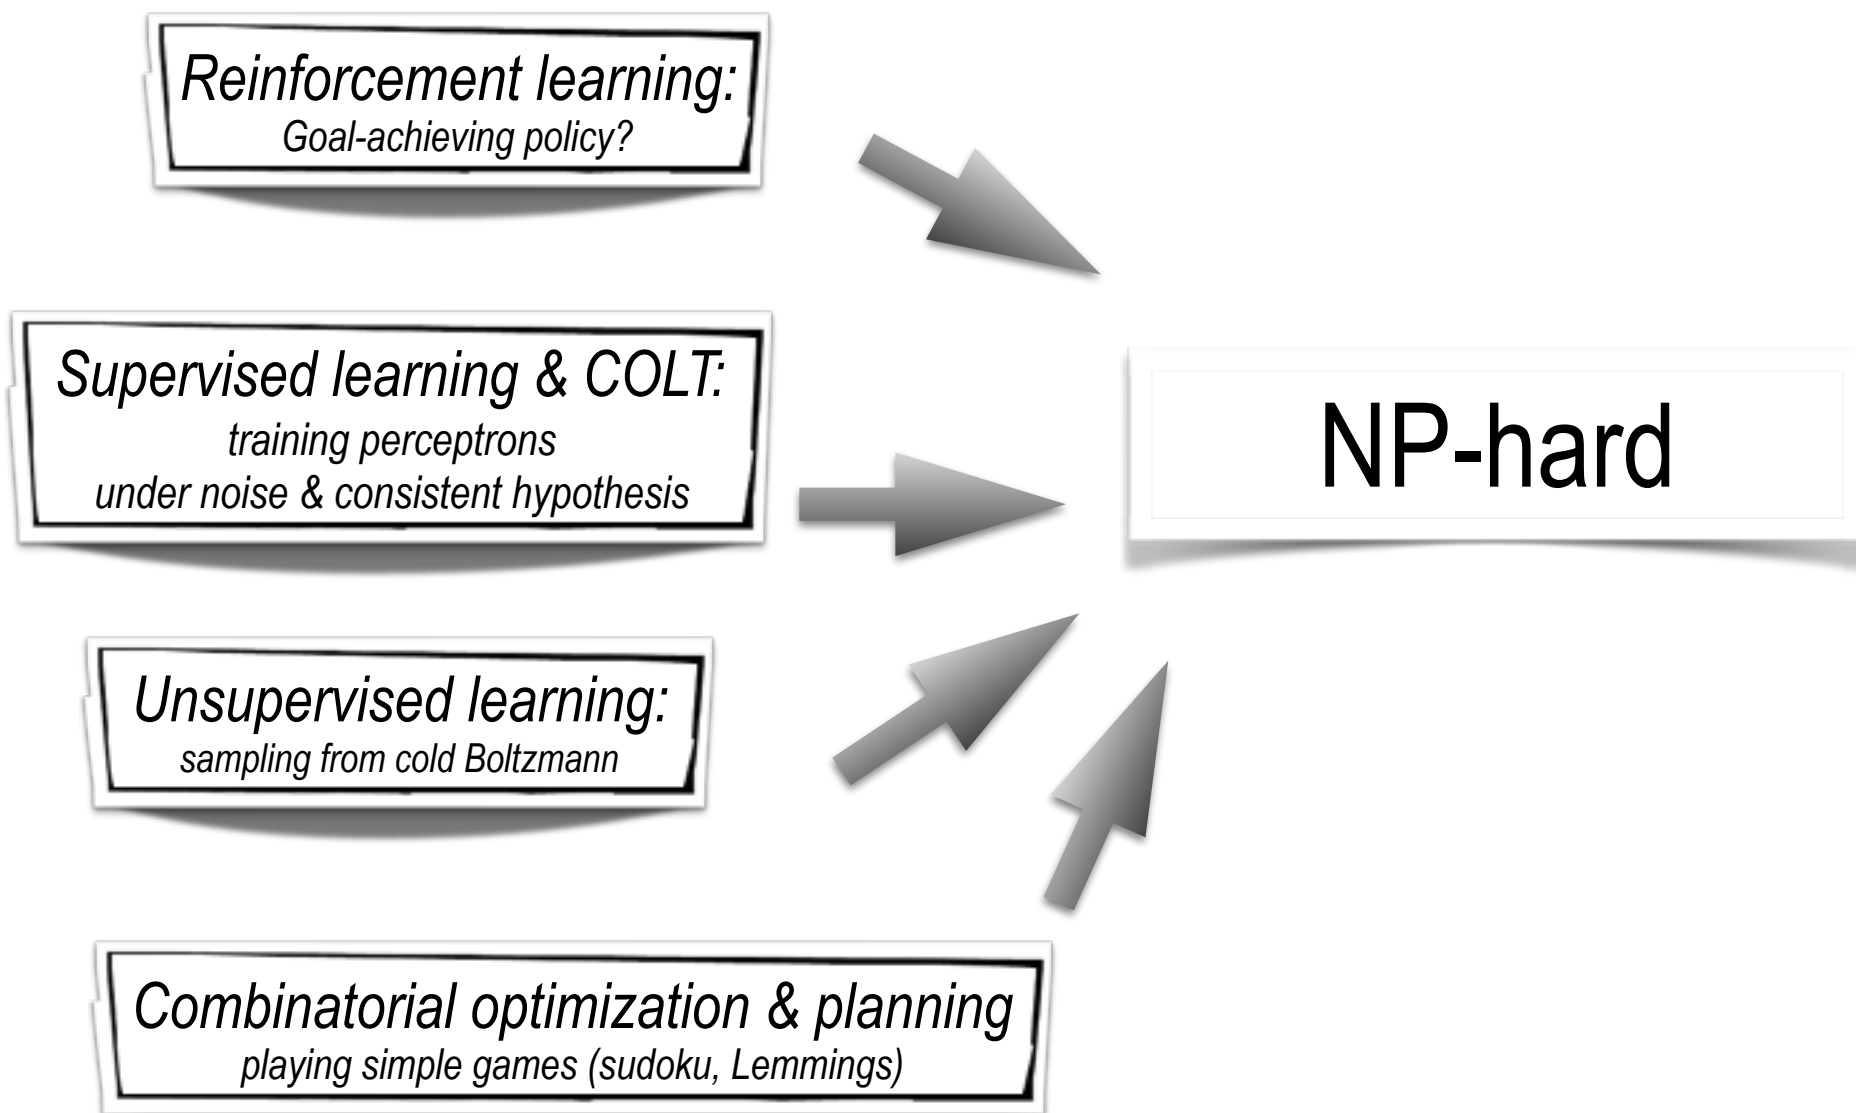 Reinforcement learning:
Goal-achieving policy?
Supervised learning & COLT:
training perceptrons
under noise & consistent hypothesis
NP-hard
Unsupervised learning:
sampling from cold Boltzmann
Combinatorial optimization & planning
playing simple games (sudoku, Lemmings)